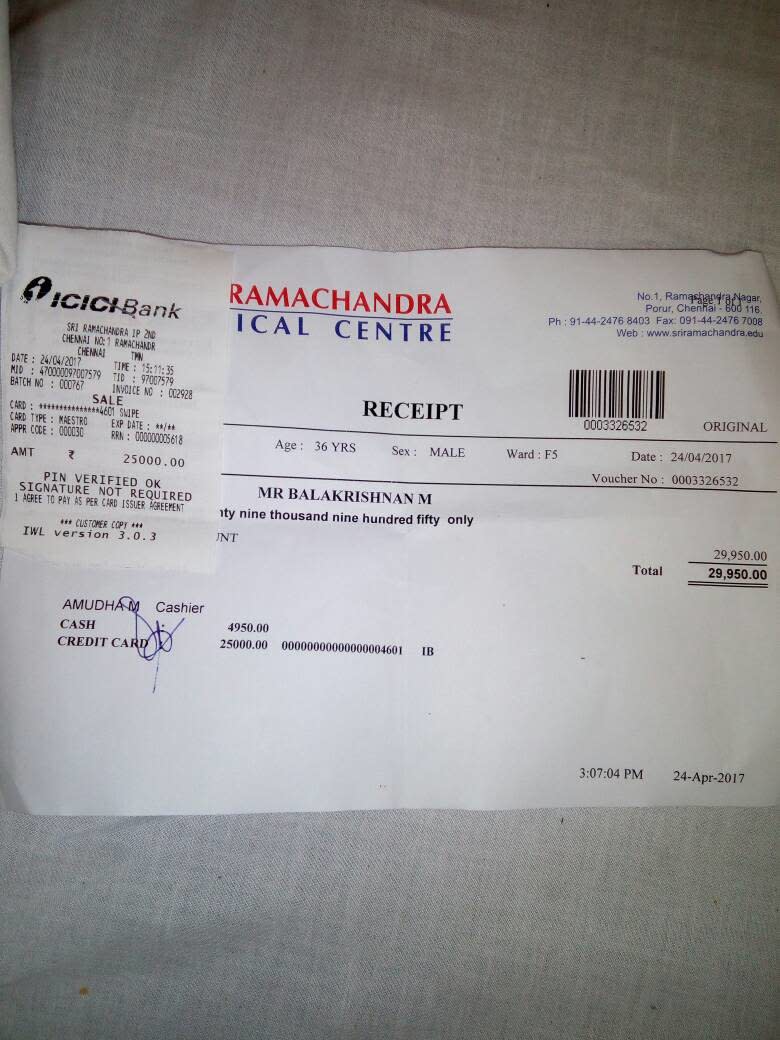 ICICI Bank
SRI RAMACHANDRA IP 2ND
CHENNAI NO:1 RAMACHANDR
CHENNAI TMN
DATE : 24/04/2017 TIME : 15:11:35
MID : 470000097007579 TID : 97007579
BATCH NO : 000767 INVOICE NO : 002928
SALE
CARD : ***************4601 SWIPE
CARD TYPE : MAESTRO EXP DATE : **/**
APPR CODE : 000030 RRN : 000000005618
AMT ₹ 25000.00
PIN VERIFIED OK
SIGNATURE NOT REQUIRED
I AGREE TO PAY AS PER CARD ISSUER AGREEMENT
*** CUSTOMER COPY ***
IWL version 3.0.3
RAMACHANDRA
ICAL CENTRE
No.1, Ramachandra Nagar,
Page 1 of 1
Porur, Chennai - 600 116.
Ph : 91-44-2476 8403 Fax: 091-44-2476 7008
Web : www.sriramachandra.edu
RECEIPT
0003326532
ORIGINAL
Age : 36 YRS Sex : MALE Ward : F5 Date : 24/04/2017
Voucher No : 0003326532
MR BALAKRISHNAN M
nty nine thousand nine hundred fifty only
UNT
29,950.00
Total 29,950.00
AMUDHA M Cashier
CASH 4950.00
CREDIT CARD 25000.00 00000000000000004601 IB
3:07:04 PM 24-Apr-2017